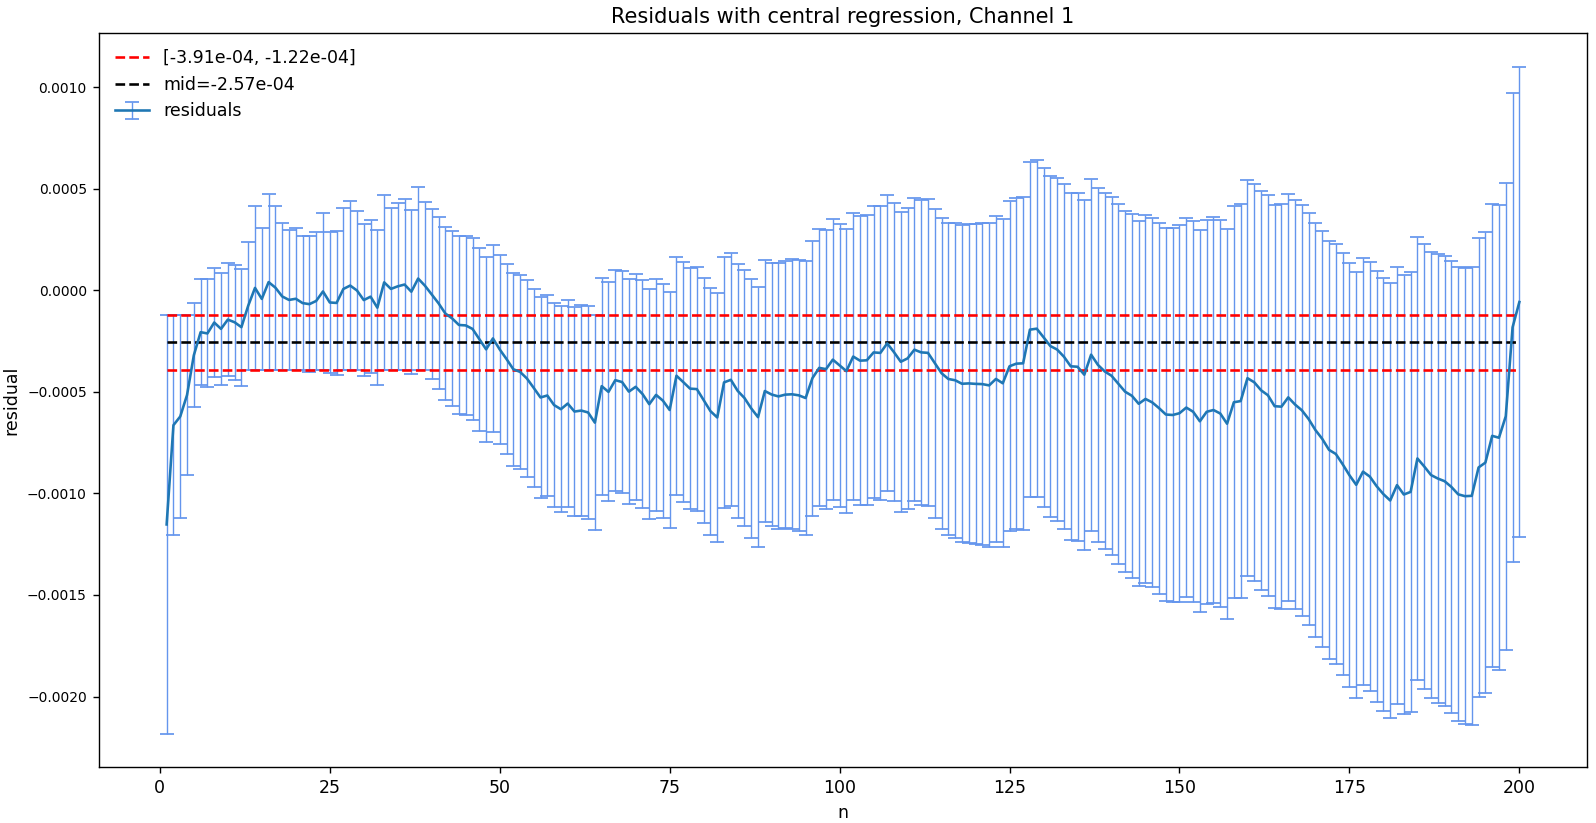 Residuals with central regression, Channel 1
[-3.91e-04, -1.22e-04]
mid=-2.57e-04
residuals
0.0010
0.0005
0.0000
−0.0005
−0.0010
−0.0015
−0.0020
residual
0 25 50 75 100 125 150 175 200
n